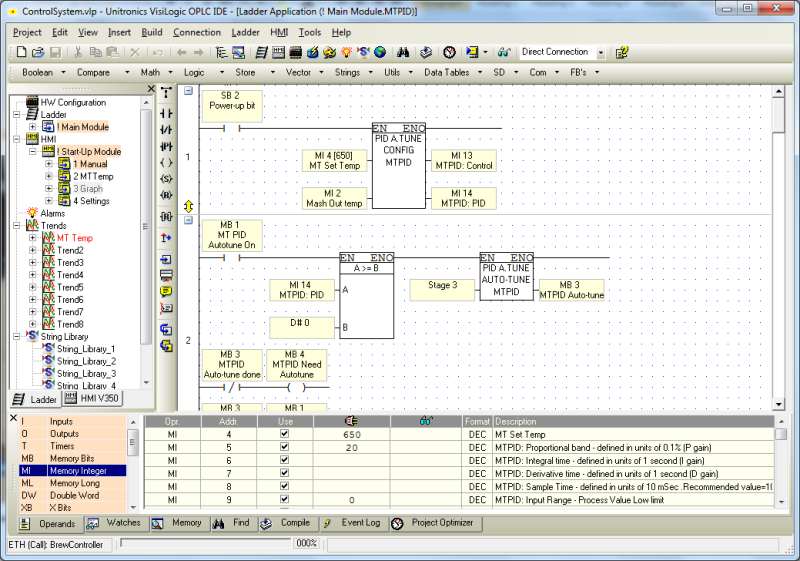 ControlSystem.vlp - Unitronics VisiLogic OPLC IDE - [Ladder Application (! Main Module.MTPID)]
Project Edit View Insert Build Connection Ladder HMI Tools Help
Direct Connection
Boolean Compare Math Logic Store Vector Strings Utils Data Tables SD Com FB's
HW Configuration
Ladder
! Main Module
HMI
! Start-Up Module
1 Manual
2 MTTemp
3 Graph
4 Settings
Alarms
Trends
MT Temp
Trend2
Trend3
Trend4
Trend5
Trend6
Trend7
Trend8
String Library
String_Library_1
String_Library_2
String_Library_3
String_Library_4
Ladder HMI V350
1
SB 2
Power-up bit
EN ENO
PID A.TUNE
CONFIG
MTPID
MI 4 [650]
MT Set Temp
MI 13
MTPID: Control
MI 2
Mash Out temp
MI 14
MTPID: PID
2
MB 1
MT PID
Autotune On
EN ENO
A >= B
A
B
MI 14
MTPID: PID
D# 0
EN ENO
PID A.TUNE
AUTO-TUNE
MTPID
Stage 3
MB 3
MTPID Auto-tune
MB 3
MTPID
Auto-tune done
MB 4
MTPID Need
Autotune
MB 3 MB 1
I Inputs
O Outputs
T Timers
MB Memory Bits
MI Memory Integer
ML Memory Long
DW Double Word
XB X Bits
Opr. Addr. Use Format Description
MI 4 650 DEC MT Set Temp
MI 5 20 DEC MTPID: Proportional band - defined in units of 0.1% (P gain)
MI 6 DEC MTPID: Integral time - defined in units of 1 second (I gain)
MI 7 DEC MTPID: Derivative time - defined in units of 1 second (D gain)
MI 8 DEC MTPID: Sample Time - defined in units of 10 mSec .Recommended value=10
MI 9 0 DEC MTPID: Input Range - Process Value Low limit
Operands Watches Memory Find Compile Event Log Project Optimizer
ETH (Call): BrewController 000%